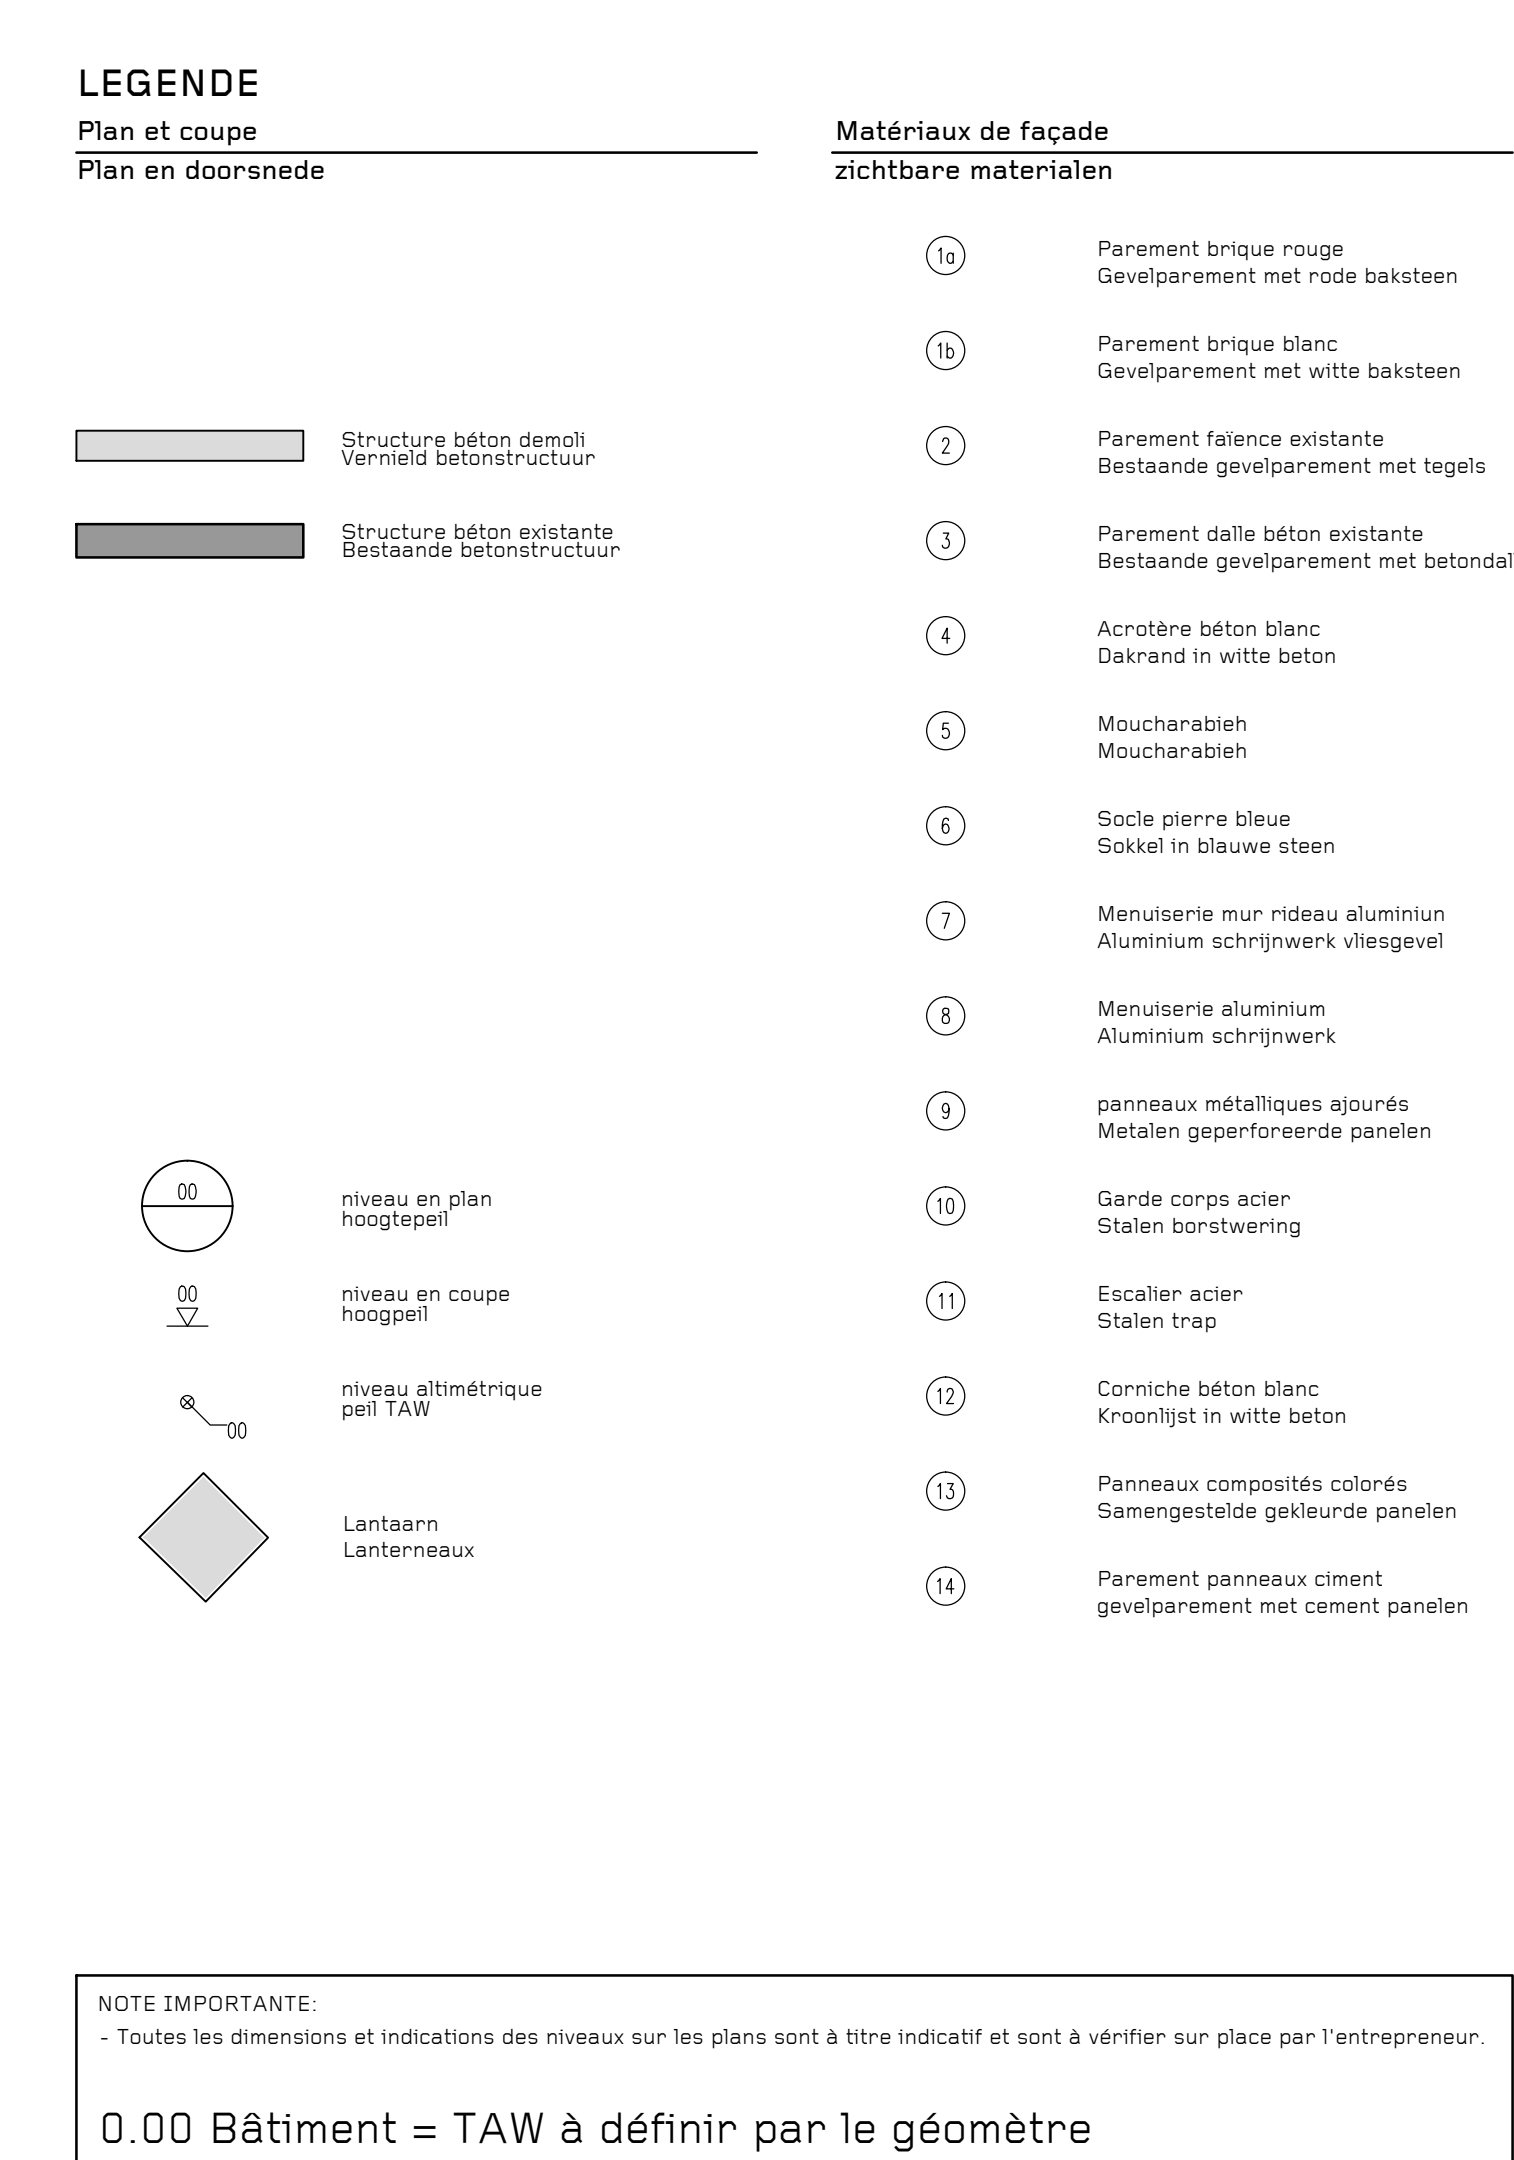 LEGENDE
Plan et coupe
Plan en doorsnede
Structure béton demoli
Vernield betonstructuur
Structure béton existante
Bestaande betonstructuur
00
niveau en plan
hoogtepeil
00
niveau en coupe
hoogpeil
niveau altimétrique
peil TAW
00
Lantaarn
Lanterneaux
Matériaux de façade
zichtbare materialen
1a
Parement brique rouge
Gevelparement met rode baksteen
1b
Parement brique blanc
Gevelparement met witte baksteen
2
Parement faïence existante
Bestaande gevelparement met tegels
3
Parement dalle béton existante
Bestaande gevelparement met
4
Acrotère béton blanc
Dakrand in witte beton
5
Moucharabieh
Moucharabieh
6
Socle pierre bleue
Sokkel in blauwe steen
7
Menuiserie mur rideau aluminiun
Aluminium schrijnwerk vliesgevel
8
Menuiserie aluminium
Aluminium schrijnwerk
9
panneaux métalliques ajourés
Metalen geperforeerde panelen
10
Garde corps acier
Stalen borstwering
11
Escalier acier
Stalen trap
12
Corniche béton blanc
Kroonlijst in witte beton
13
Panneaux composités colorés
Samengestelde gekleurde panelen
14
Parement panneaux ciment
gevelparement met cement panelen
NOTE IMPORTANTE:
- Toutes les dimensions et indications des niveaux sur les plans sont à titre indicatif et sont à vérifier sur place par l'entrepreneur.
0.00 Bâtiment = TAW à définir par le géomètre